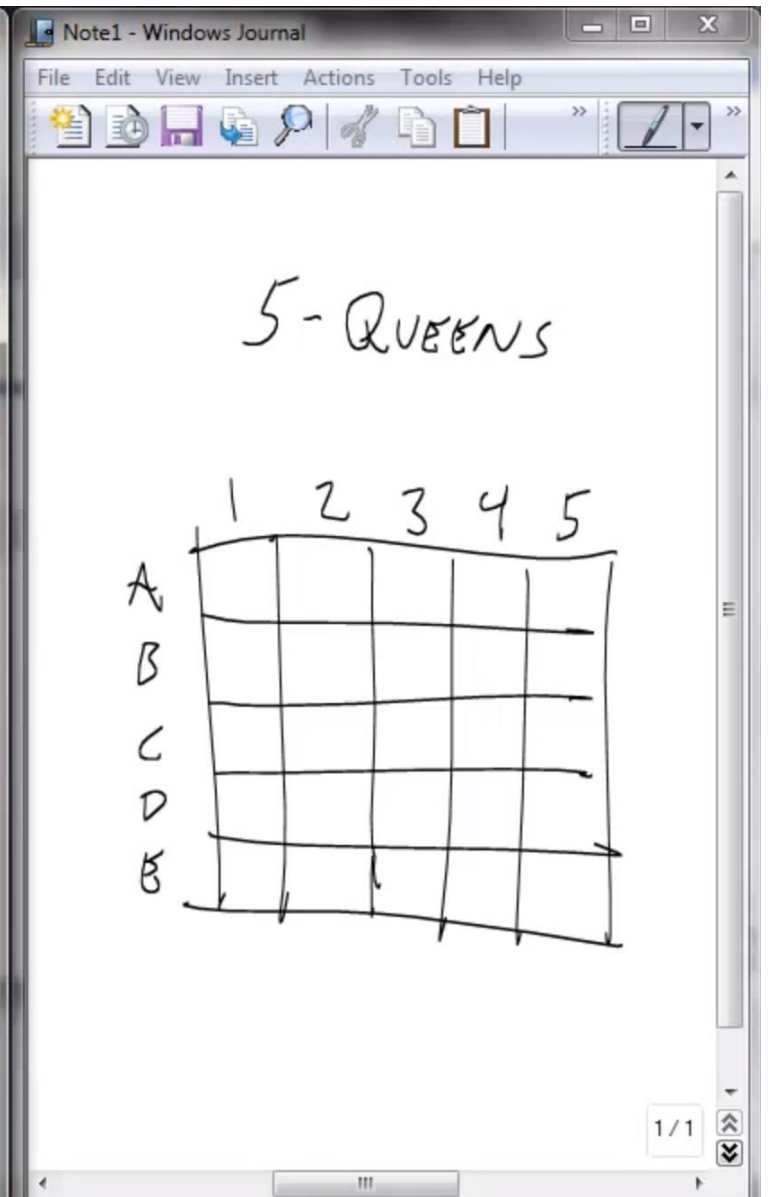 Note1 - Windows Journal
File Edit View Insert Actions Tools Help
5 - QUEENS
1 2 3 4 5
A
B
C
D
E
1 / 1